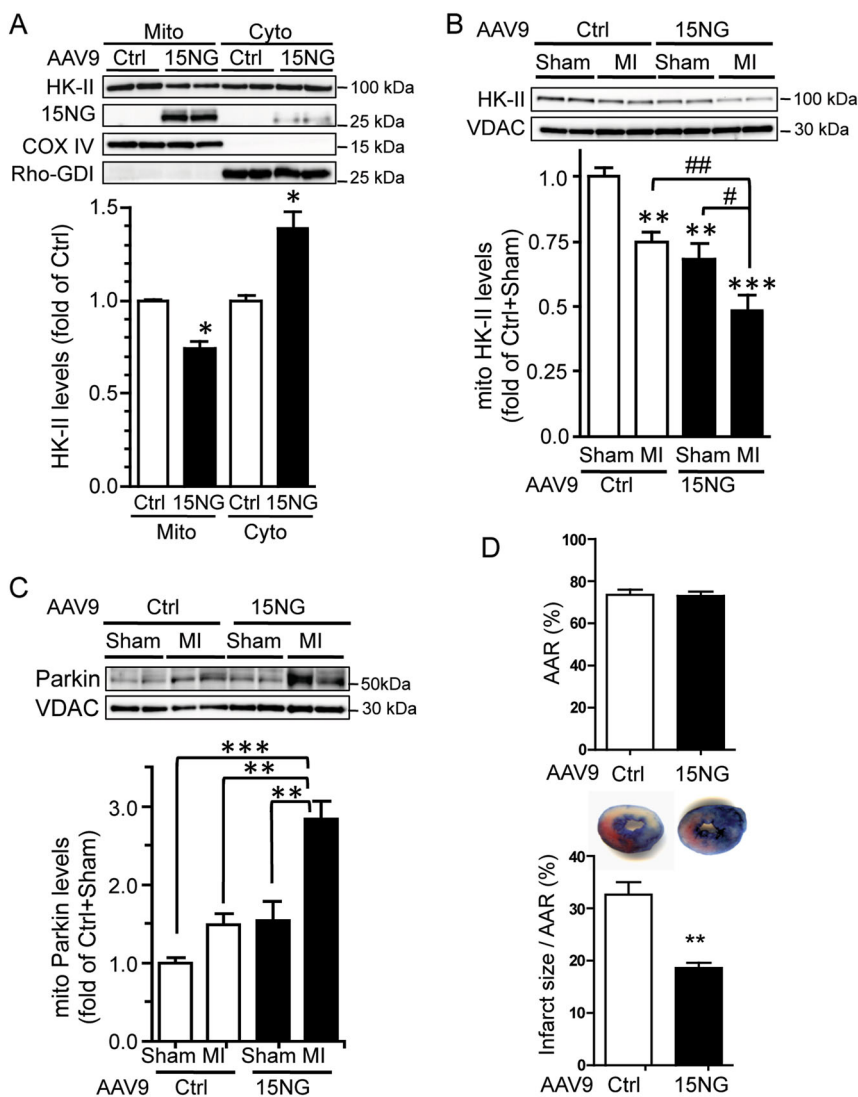 A
Mito Cyto
AAV9 Ctrl 15NG Ctrl 15NG
HK-II 100 kDa
15NG 25 kDa
COX IV 15 kDa
Rho-GDI 25 kDa
HK-II levels (fold of Ctrl)
1.5
1.0
0.5
0.0
*
*
Ctrl 15NG Ctrl 15NG
Mito Cyto
B
AAV9 Ctrl 15NG
Sham MI Sham MI
HK-II 100 kDa
VDAC 30 kDa
mito HK-II levels
(fold of Ctrl+Sham)
1.0
0.75
0.5
0.25
0.0
##
#
** ** ***
Sham MI Sham MI
AAV9 Ctrl 15NG
C
AAV9 Ctrl 15NG
Sham MI Sham MI
Parkin 50kDa
VDAC 30 kDa
mito Parkin levels
(fold of Ctrl+Sham)
3.0
2.0
1.0
0.0
***
**
**
Sham MI Sham MI
AAV9 Ctrl 15NG
D
AAR (%)
100
80
60
40
20
0
AAV9 Ctrl 15NG
Infarct size / AAR (%)
40
30
20
10
0
**
AAV9 Ctrl 15NG